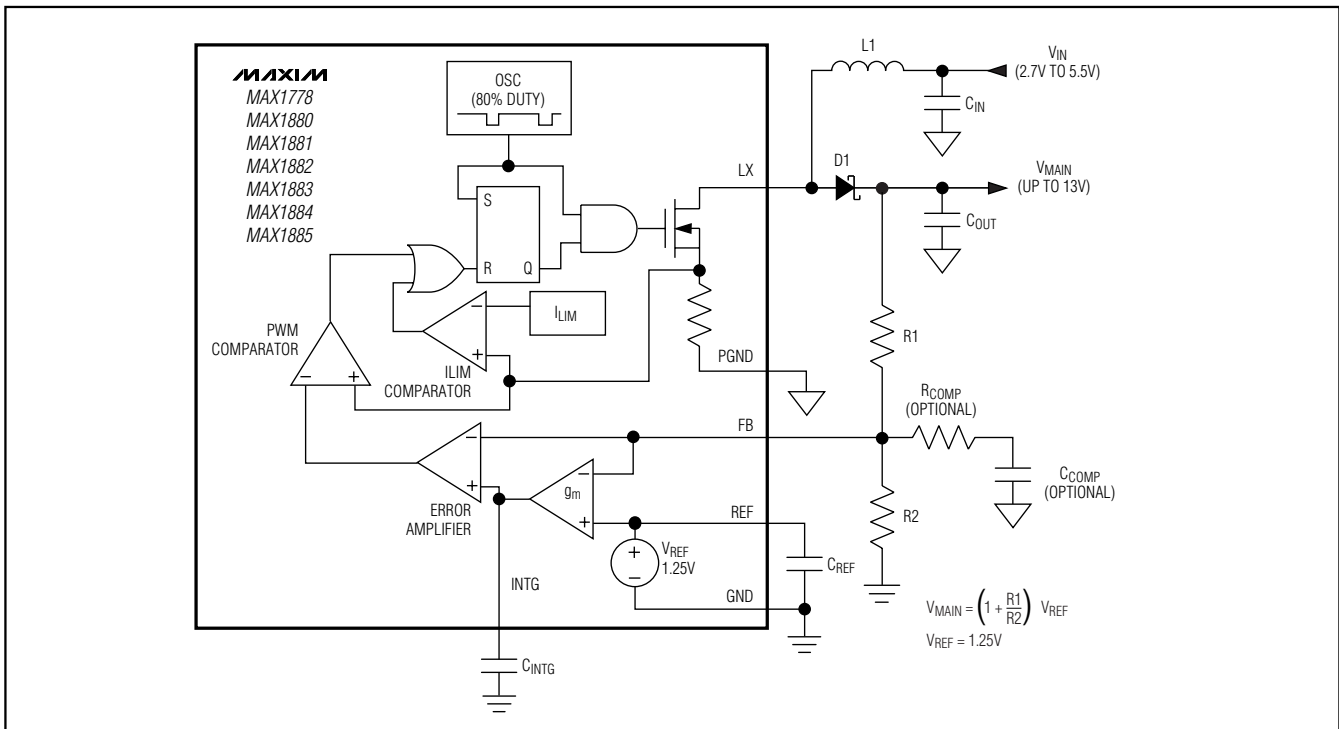 MAXIM
MAX1778
MAX1880
MAX1881
MAX1882
MAX1883
MAX1884
MAX1885
OSC
(80% DUTY)
S
R
Q
ILIM
-
+
ILIM
COMPARATOR
PWM
COMPARATOR
-
+
ERROR
AMPLIFIER
-
+
gm
-
+
INTG
CINTG
VREF
1.25V
+
-
LX
PGND
FB
REF
GND
CREF
L1
VIN
(2.7V TO 5.5V)
CIN
D1
VMAIN
(UP TO 13V)
COUT
R1
RCOMP
(OPTIONAL)
CCOMP
(OPTIONAL)
R2
VMAIN = (1 + R1/R2) VREF
VREF = 1.25V